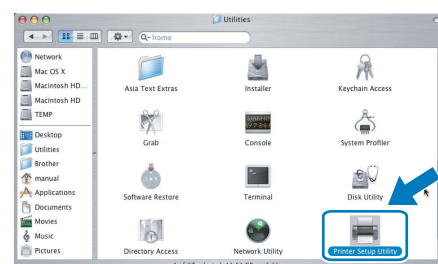 Utilities
Q- home
Network
Mac OS X
Macintosh HD...
Macintosh HD
TEMP
Desktop
Utilities
Brother
manual
Applications
Documents
Movies
Music
Pictures
Asia Text Extras
Installer
Keychain Access
Grab
Console
System Profiler
Software Restore
Terminal
Disk Utility
Directory Access
Network Utility
Printer Setup Utility